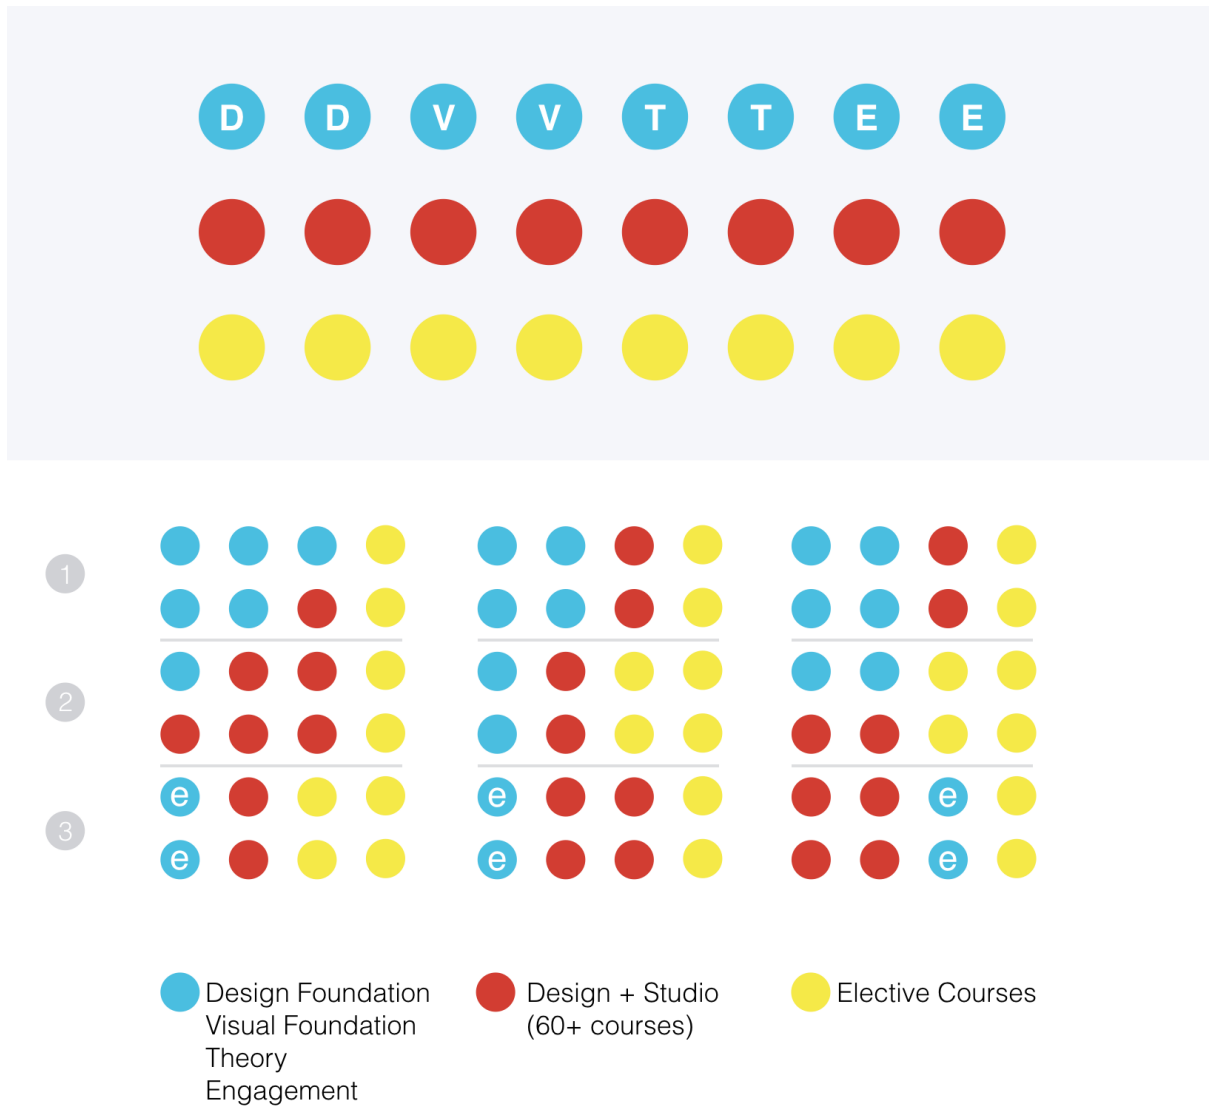 D D V V T T E E
1
2
e e e
3
e e e
Design Foundation
Visual Foundation
Theory
Engagement
Design + Studio
(60+ courses)
Elective Courses